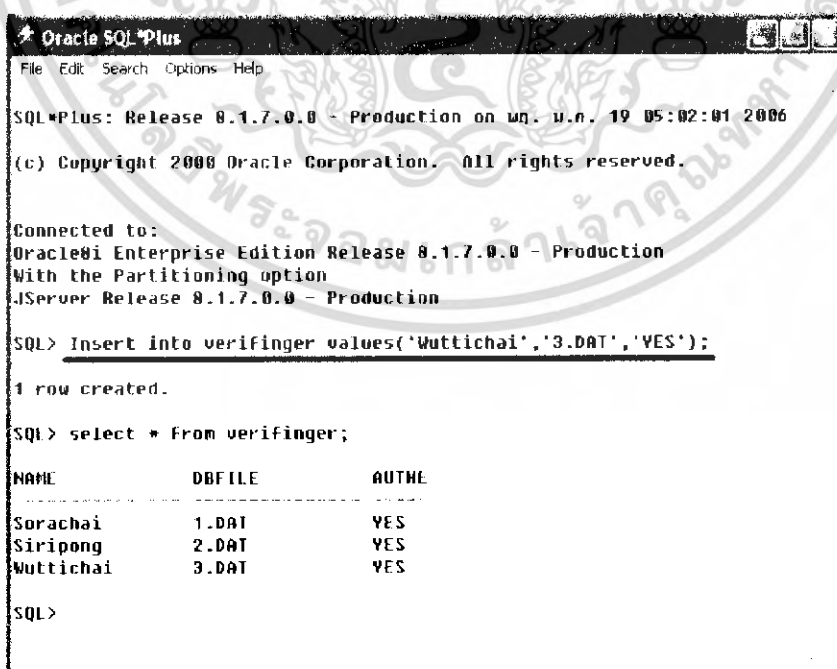 Oracle SQL*Plus
File Edit Search Options Help
SQL*Plus: Release 8.1.7.0.0 - Production on พฤ. ม.ค. 19 05:02:01 2006
(c) Copyright 2000 Oracle Corporation. All rights reserved.
Connected to:
Oracle8i Enterprise Edition Release 8.1.7.0.0 - Production
With the Partitioning option
JServer Release 8.1.7.0.0 - Production
SQL> Insert into verifinger values('Wuttichai','3.DAT','YES');
1 row created.
SQL> select * from verifinger;
NAME DBFILE AUTHE
Sorachai 1.DAT YES
Siripong 2.DAT YES
Wuttichai 3.DAT YES
SQL>